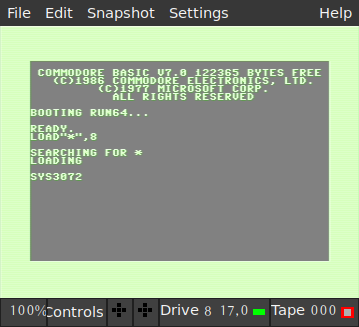 File Edit Snapshot Settings Help
COMMODORE BASIC V7.0 122365 BYTES FREE
(C)1986 COMMODORE ELECTRONICS, LTD.
(C)1977 MICROSOFT CORP.
ALL RIGHTS RESERVED
BOOTING RUN64...
READY.
LOAD"*",8
SEARCHING FOR *
LOADING
SYS3072
100% Controls Drive 8 17,0 Tape 000